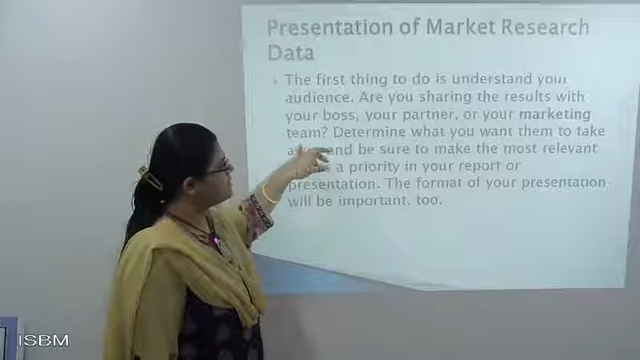 Presentation of Market Research
Data
The first thing to do is understand your
audience. Are you sharing the results with
your boss, your partner, or your marketing
team? Determine what you want them to take
and be sure to make the most relevant
a priority in your report or
presentation. The format of your presentation
will be important, too.
ISBM